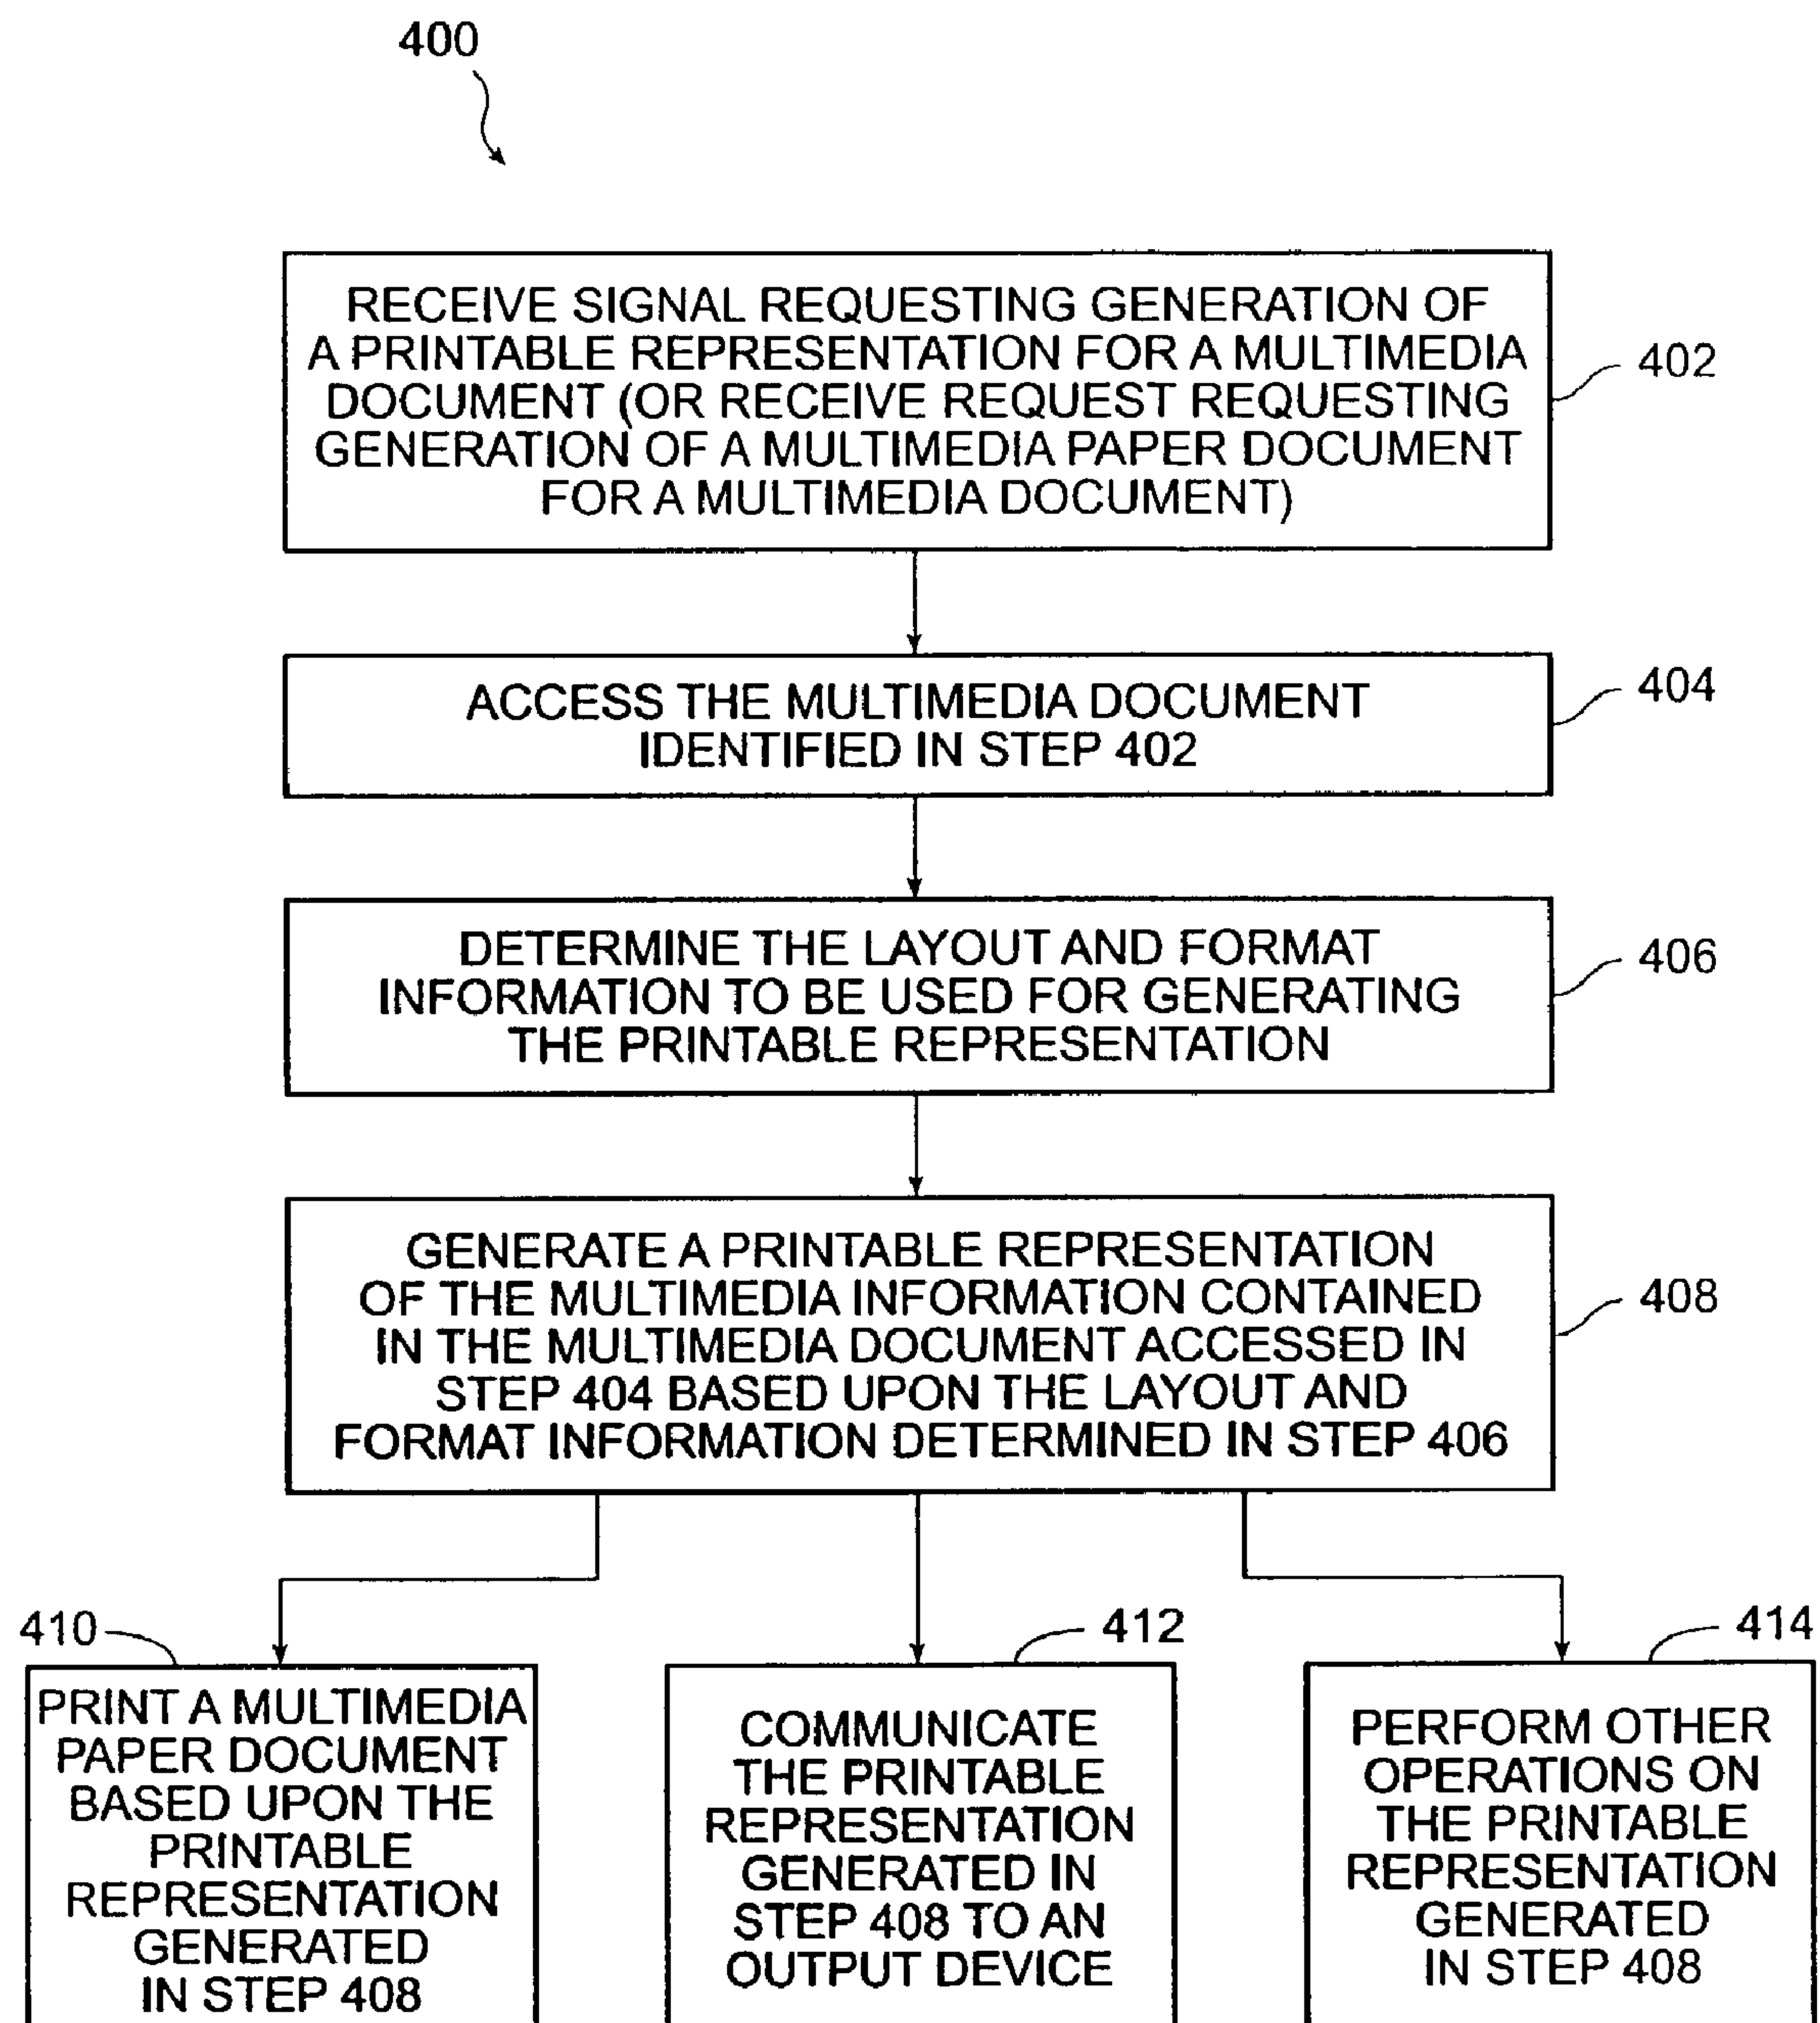 400
RECEIVE SIGNAL REQUESTING GENERATION OF
A PRINTABLE REPRESENTATION FOR A MULTIMEDIA
DOCUMENT (OR RECEIVE REQUEST REQUESTING
GENERATION OF A MULTIMEDIA PAPER DOCUMENT
FOR A MULTIMEDIA DOCUMENT)
402
ACCESS THE MULTIMEDIA DOCUMENT
IDENTIFIED IN STEP 402
404
DETERMINE THE LAYOUT AND FORMAT
INFORMATION TO BE USED FOR GENERATING
THE PRINTABLE REPRESENTATION
406
GENERATE A PRINTABLE REPRESENTATION
OF THE MULTIMEDIA INFORMATION CONTAINED
IN THE MULTIMEDIA DOCUMENT ACCESSED IN
STEP 404 BASED UPON THE LAYOUT AND
FORMAT INFORMATION DETERMINED IN STEP 406
408
410
PRINT A MULTIMEDIA
PAPER DOCUMENT
BASED UPON THE
PRINTABLE
REPRESENTATION
GENERATED
IN STEP 408
412
COMMUNICATE
THE PRINTABLE
REPRESENTATION
GENERATED IN
STEP 408 TO AN
OUTPUT DEVICE
414
PERFORM OTHER
OPERATIONS ON
THE PRINTABLE
REPRESENTATION
GENERATED
IN STEP 408